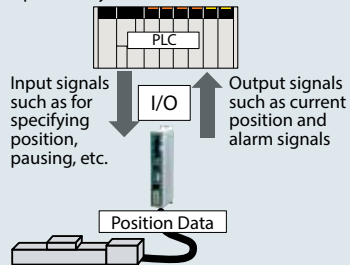 PLC
Input signals
such as for
specifying
position,
pausing, etc.
I/O
Output signals
such as current
position and
alarm signals
Position Data